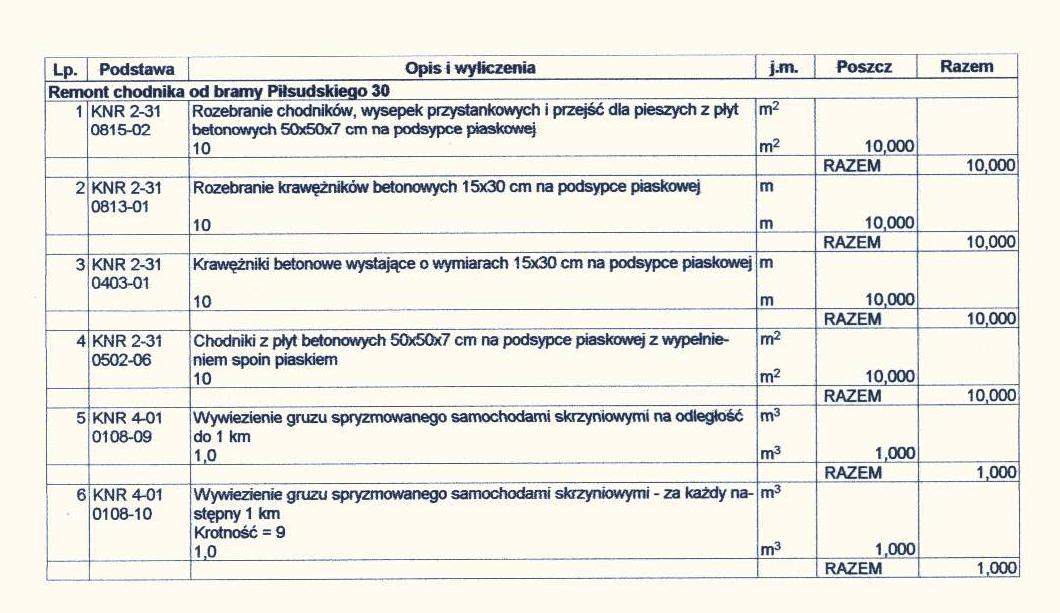 Lp. Podstawa Opis i wyliczenia j.m. Poszcz Razem
Remont chodnika od bramy Piłsudskiego 30
1 KNR 2-31 Rozebranie chodników, wysepek przystankowych i przejść dla pieszych z płyt m²
0815-02 betonowych 50x50x7 cm na podsypce piaskowej
10 m² 10,000
RAZEM 10,000
2 KNR 2-31 Rozebranie krawężników betonowych 15x30 cm na podsypce piaskowej m
0813-01
10 m 10,000
RAZEM 10,000
3 KNR 2-31 Krawężniki betonowe wystające o wymiarach 15x30 cm na podsypce piaskowej m
0403-01
10 m 10,000
RAZEM 10,000
4 KNR 2-31 Chodniki z płyt betonowych 50x50x7 cm na podsypce piaskowej z wypełnie- m²
0502-06 niem spoin piaskiem
10 m² 10,000
RAZEM 10,000
5 KNR 4-01 Wywiezienie gruzu spryzmowanego samochodami skrzyniowymi na odległość m³
0108-09 do 1 km
1,0 m³ 1,000
RAZEM 1,000
6 KNR 4-01 Wywiezienie gruzu spryzmowanego samochodami skrzyniowymi - za każdy na- m³
0108-10 stępny 1 km
Krotność = 9
1,0 m³ 1,000
RAZEM 1,000